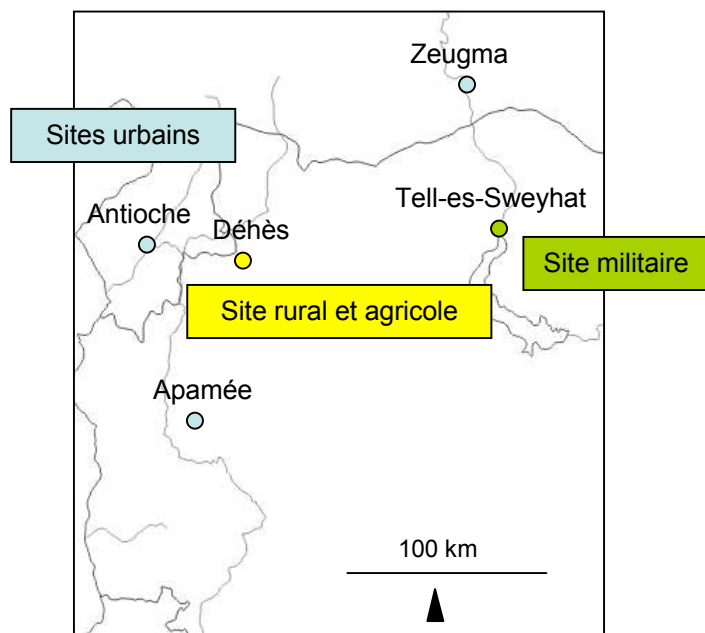 Zeugma
Sites urbains
Tell-es-Sweyhat
Antioche
Déhès
Site militaire
Site rural et agricole
Apamée
100 km